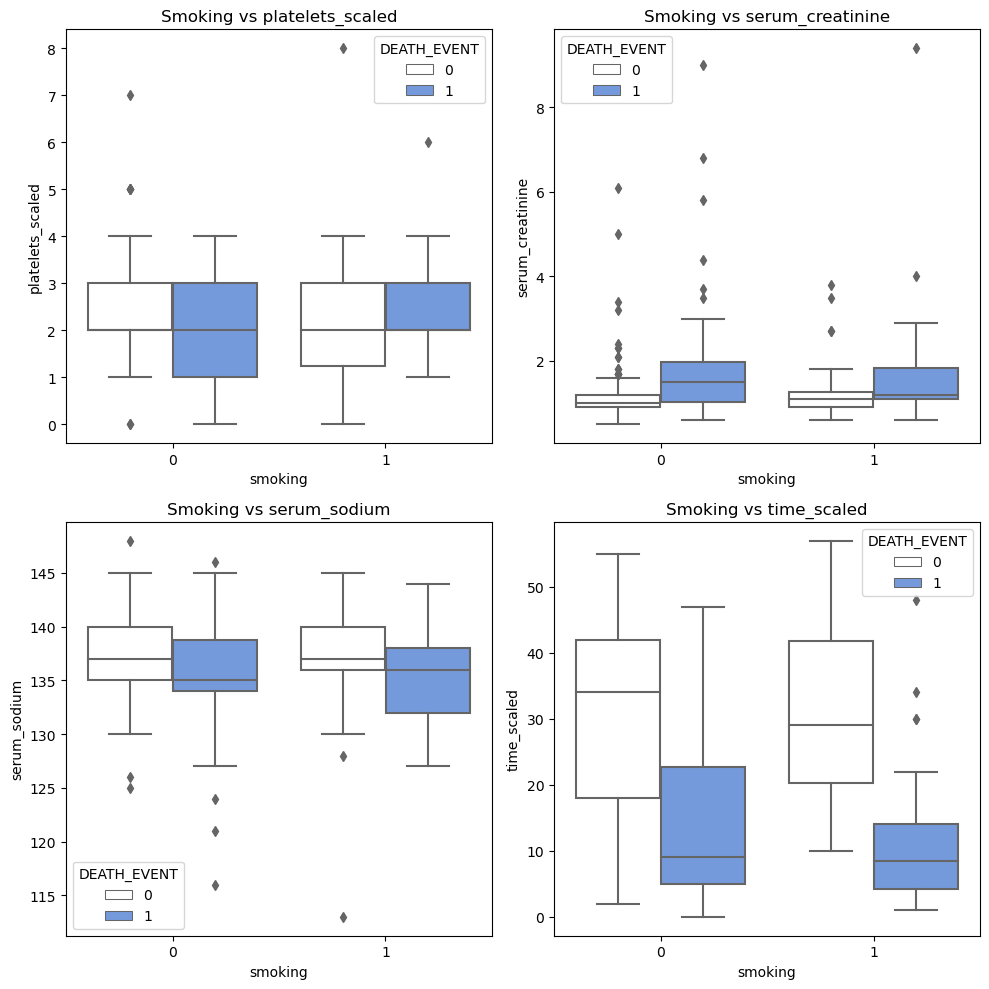 Smoking vs platelets_scaled
platelets_scaled
8
7
6
5
4
3
2
1
0
DEATH_EVENT
0
1
0 1
smoking
Smoking vs serum_creatinine
serum_creatinine
8
6
4
2
DEATH_EVENT
0
1
0 1
smoking
Smoking vs serum_sodium
serum_sodium
145
140
135
130
125
120
115
DEATH_EVENT
0
1
0 1
smoking
Smoking vs time_scaled
time_scaled
50
40
30
20
10
0
DEATH_EVENT
0
1
0 1
smoking